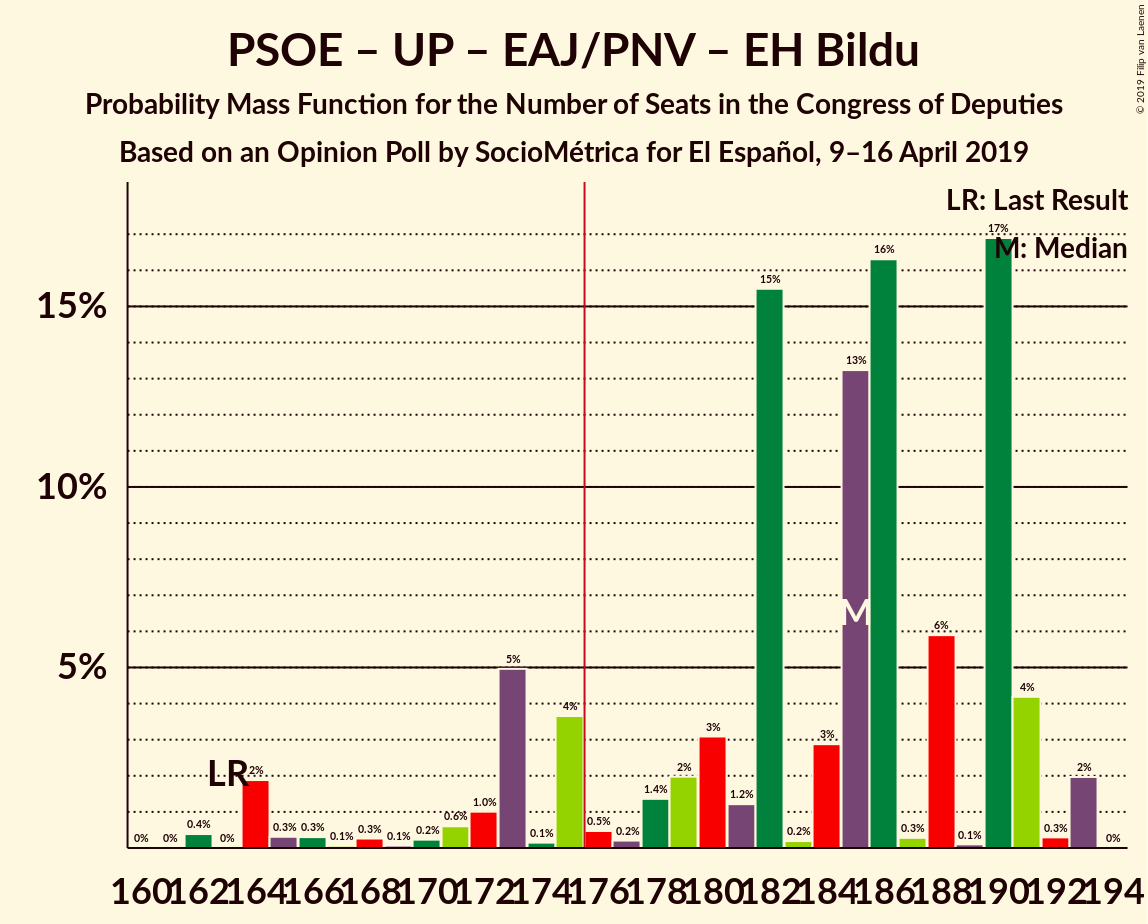 PSOE – UP – EAJ/PNV – EH Bildu
Probability Mass Function for the Number of Seats in the Congress of Deputies
Based on an Opinion Poll by SocioMétrica for El Español, 9–16 April 2019
© 2019 Filip van Laenen
LR: Last Result
M: Median
15%
10%
5%
0% 0% 0.4% 0% 2% 0.3% 0.3% 0.1% 0.3% 0.1% 0.2% 0.6% 1.0% 5% 0.1% 4% 0.5% 0.2% 1.4% 2% 3% 1.2% 15% 0.2% 3% 13% 16% 0.3% 6% 0.1% 17% 4% 0.3% 2% 0%
LR
M
160 162 164 166 168 170 172 174 176 178 180 182 184 186 188 190 192 194